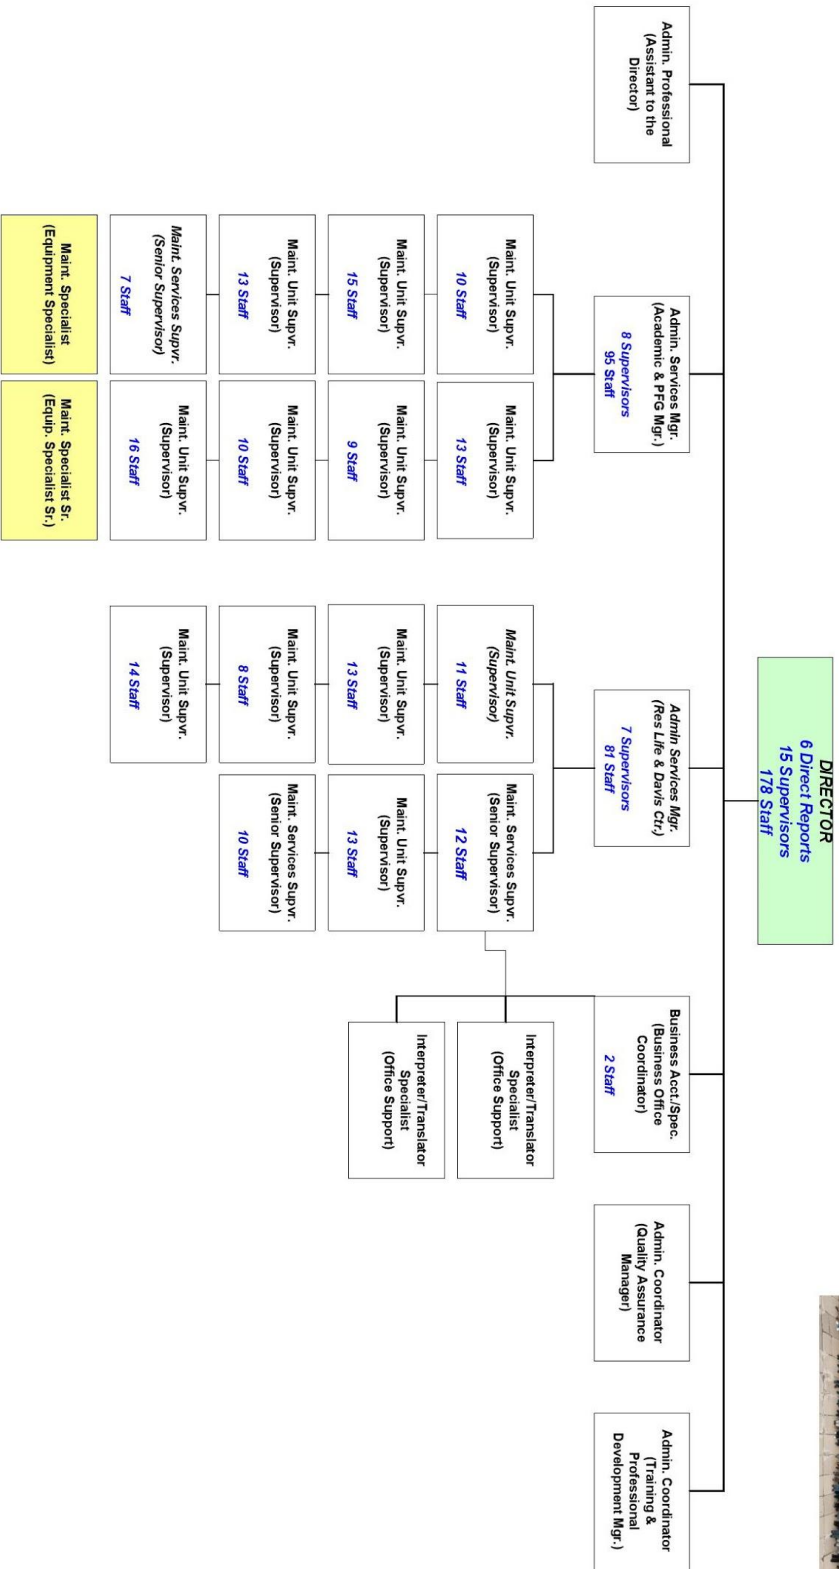 DIRECTOR
6 Direct Reports
15 Supervisors
178 Staff
Admin. Professional
(Assistant to the
Director)
Admin. Services Mgr.
(Academic & PFG Mgr.)
8 Supervisors
95 Staff
Admin Services Mgr.
(Res Life & Davis Ctr.)
7 Supervisors
81 Staff
Business Acct./Spec.
(Business Office
Coordinator)
2 Staff
Admin. Coordinator
(Quality Assurance
Manager)
Admin. Coordinator
(Training &
Professional
Development Mgr.)
Maint. Unit Supvr.
(Supervisor)
10 Staff
Maint. Unit Supvr.
(Supervisor)
13 Staff
Maint. Unit Supvr.
(Supervisor)
11 Staff
Maint. Services Supvr.
(Senior Supervisor)
12 Staff
Interpreter/Translator
Specialist
(Office Support)
Maint. Unit Supvr.
(Supervisor)
15 Staff
Maint. Unit Supvr.
(Supervisor)
9 Staff
Maint. Unit Supvr.
(Supervisor)
13 Staff
Maint. Unit Supvr.
(Supervisor)
13 Staff
Interpreter/Translator
Specialist
(Office Support)
Maint. Unit Supvr.
(Supervisor)
13 Staff
Maint. Unit Supvr.
(Supervisor)
10 Staff
Maint. Unit Supvr.
(Supervisor)
8 Staff
Maint. Services Supvr.
(Senior Supervisor)
10 Staff
Maint. Services Supvr.
(Senior Supervisor)
7 Staff
Maint. Unit Supvr.
(Supervisor)
16 Staff
Maint. Unit Supvr.
(Supervisor)
14 Staff
Maint. Specialist
(Equipment Specialist)
Maint. Specialist Sr.
(Equip. Specialist Sr.)